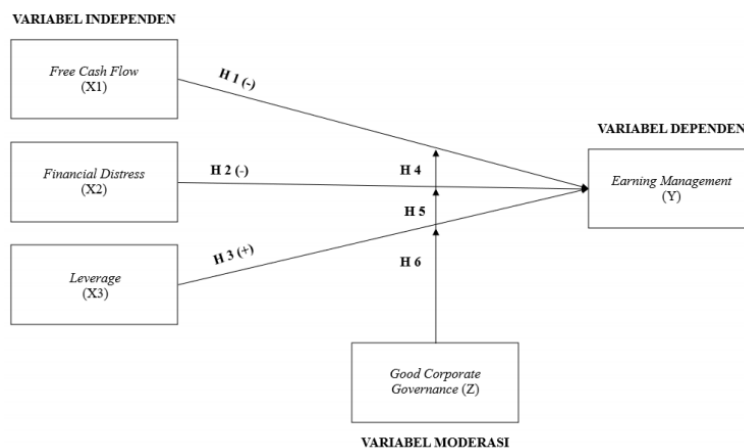 VARIABEL INDEPENDEN
Free Cash Flow
(X1)
H 1 (-)
VARIABEL DEPENDEN
Financial Distress
(X2)
H 2 (-)
H 4
Earning Management
(Y)
H 5
H 3 (+)
H 6
Leverage
(X3)
Good Corporate
Governance (Z)
VARIABEL MODERASI